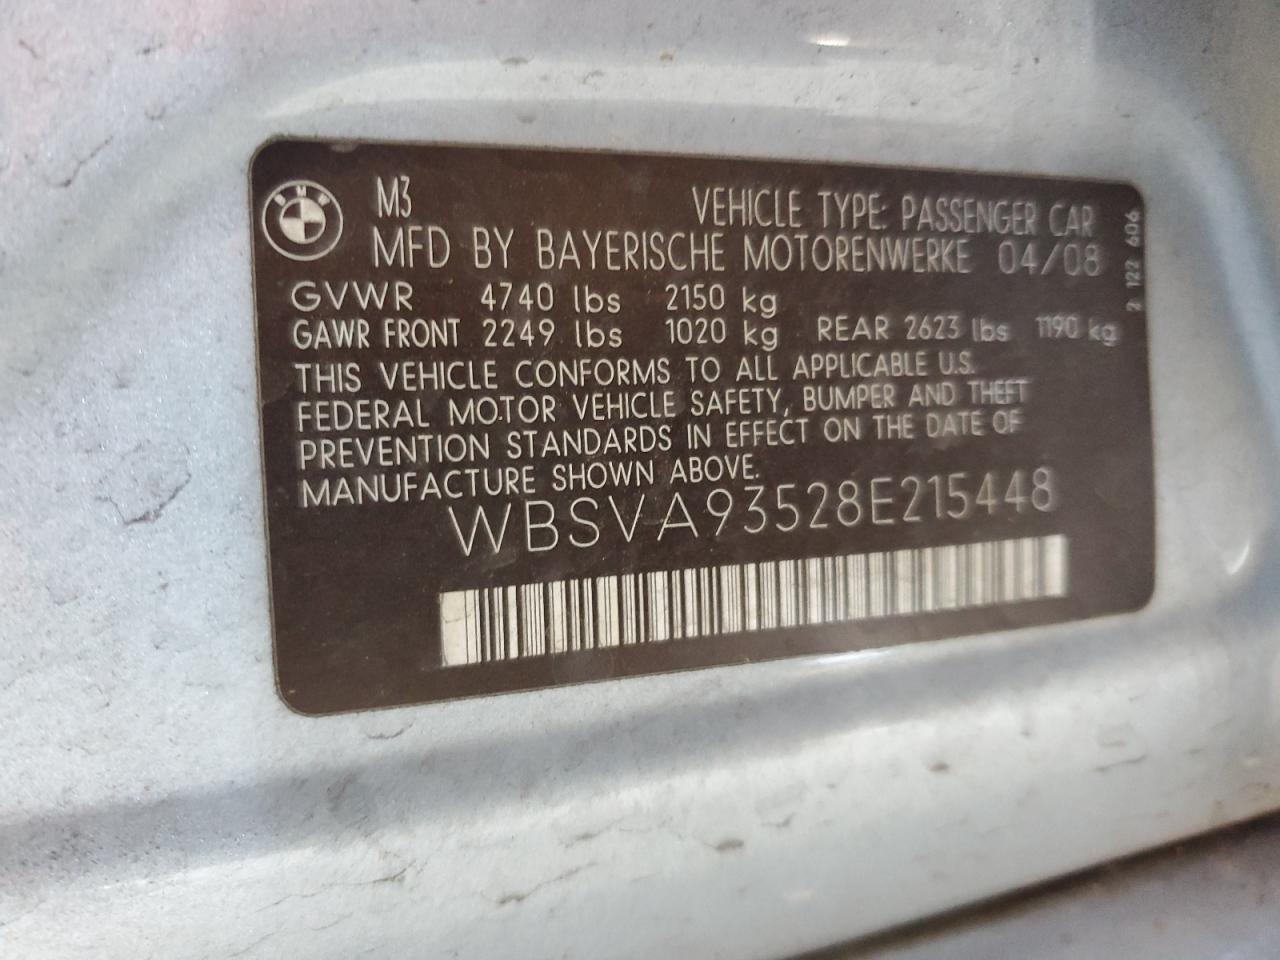 BMW
M3 VEHICLE TYPE: PASSENGER CAR
MFD BY BAYERISCHE MOTORENWERKE 04/08
GVWR 4740 lbs 2150 kg
GAWR FRONT 2249 lbs 1020 kg REAR 2623 lbs 1190 kg
THIS VEHICLE CONFORMS TO ALL APPLICABLE U.S.
FEDERAL MOTOR VEHICLE SAFETY, BUMPER AND THEFT
PREVENTION STANDARDS IN EFFECT ON THE DATE OF
MANUFACTURE SHOWN ABOVE.
WBSVA93528E215448
2 122 606